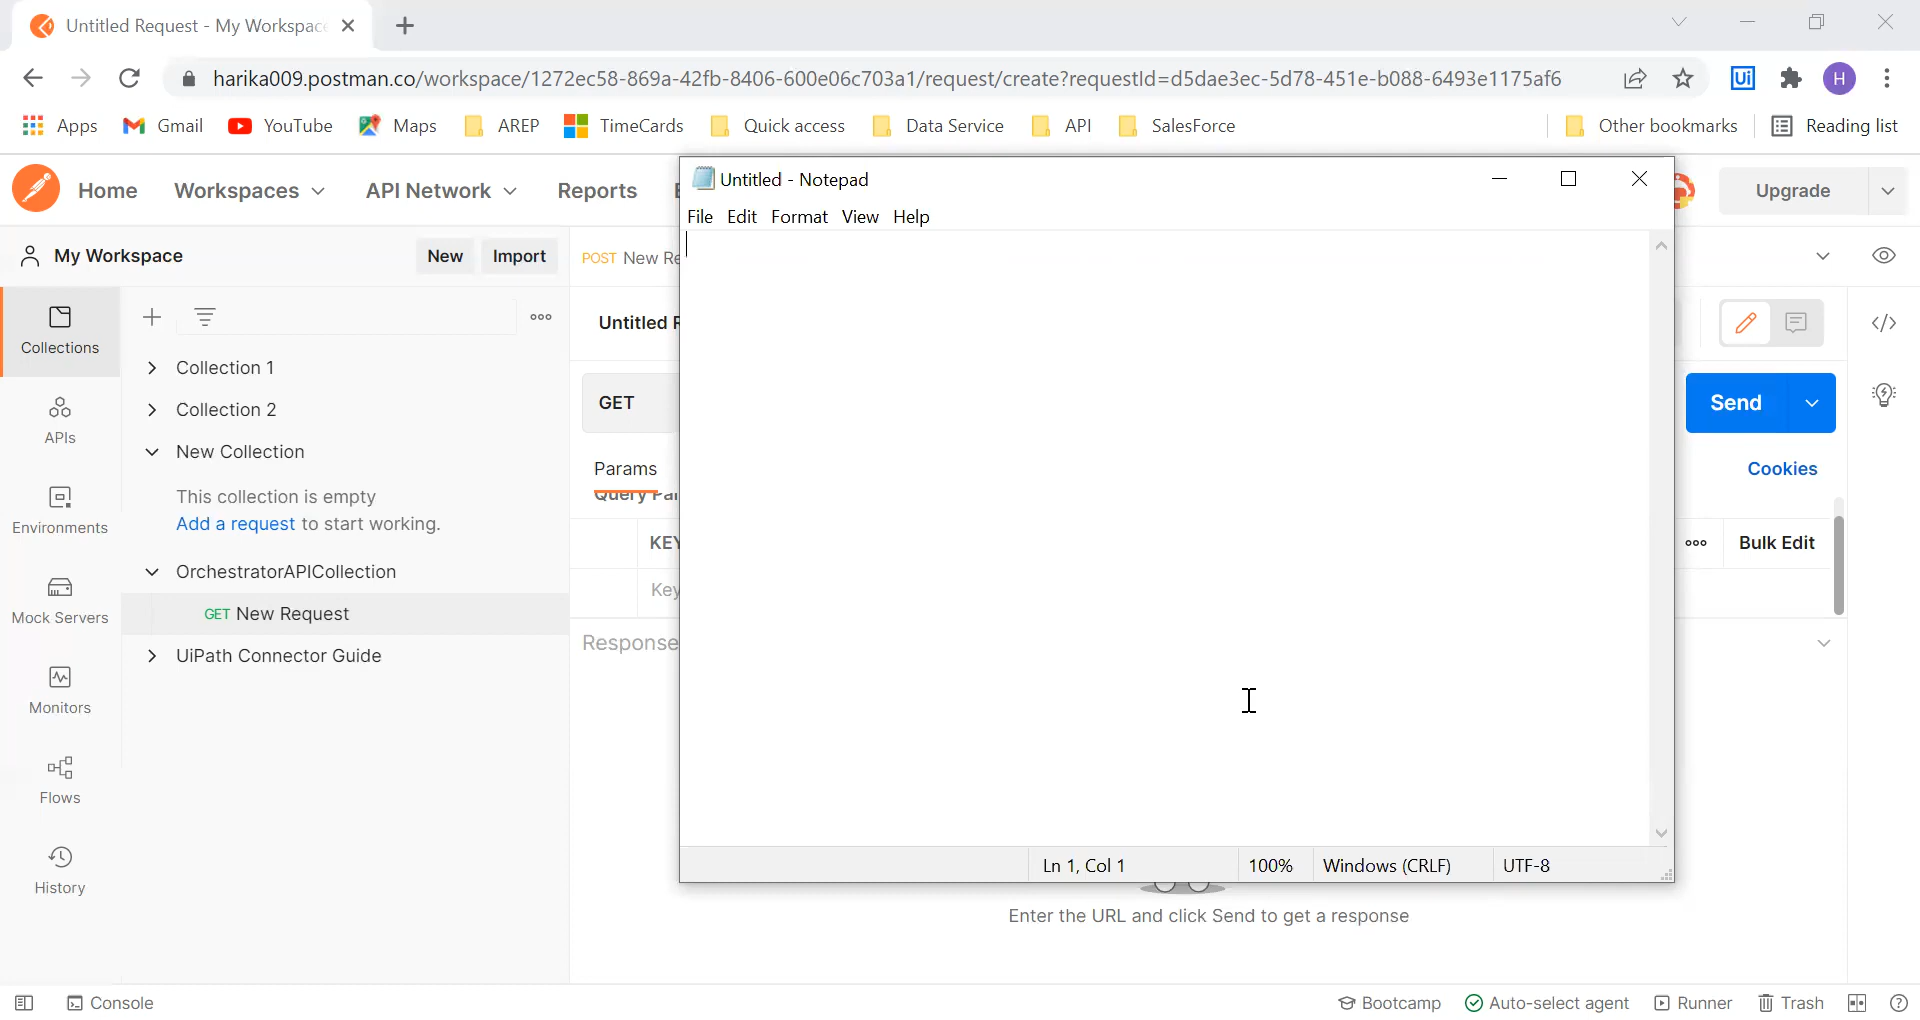 Untitled Request - My Workspace
harika009.postman.co/workspace/1272ec58-869a-42fb-8406-600e06c703a1/request/create?requestId=d5dae3ec-5d78-451e-b088-6493e1175af6
Ui
H
Apps Gmail YouTube Maps AREP TimeCards Quick access Data Service API SalesForce Other bookmarks Reading list
Home Workspaces API Network Reports
Upgrade
Untitled - Notepad
File Edit Format View Help
My Workspace New Import
POST New Re
Collections
Untitled R
Collection 1
GET
Send
Collection 2
APIs
New Collection
Params
Cookies
This collection is empty
Query Par
Add a request to start working.
Environments
KEY
Bulk Edit
OrchestratorAPICollection
Key
GET New Request
Mock Servers
Response
UiPath Connector Guide
Monitors
Flows
Ln 1, Col 1 100% Windows (CRLF) UTF-8
History
Enter the URL and click Send to get a response
Console Bootcamp Auto-select agent Runner Trash